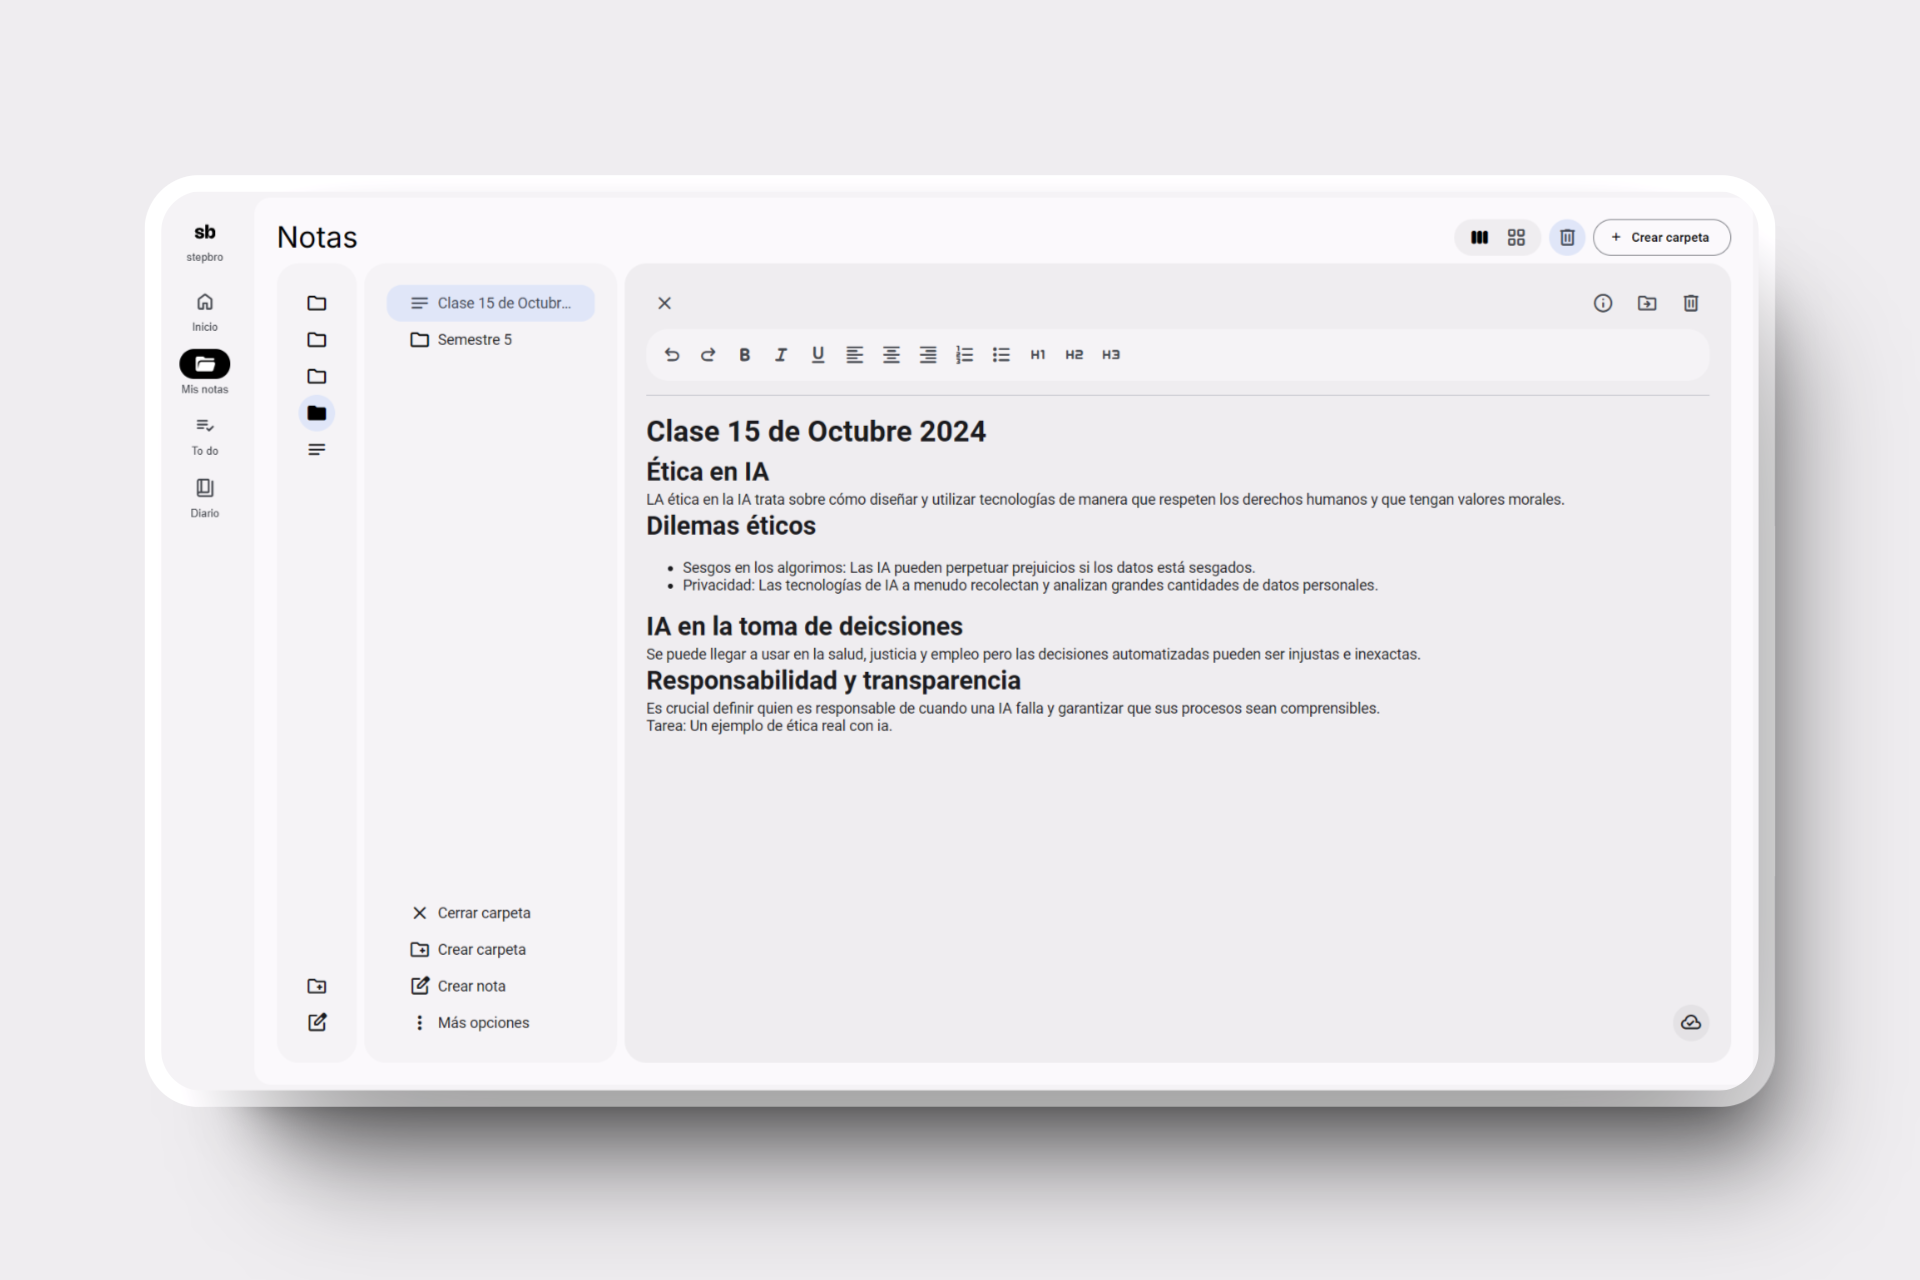 sb
stepbro
Inicio
Mis notas
To do
Diario
Notas
+ Crear carpeta
Clase 15 de Octubr...
Semestre 5
Cerrar carpeta
Crear carpeta
Crear nota
Más opciones
B I U H1 H2 H3
Clase 15 de Octubre 2024
Ética en IA
LA ética en la IA trata sobre cómo diseñar y utilizar tecnologías de manera que respeten los derechos humanos y que tengan valores morales.
Dilemas éticos
• Sesgos en los algorimos: Las IA pueden perpetuar prejuicios si los datos está sesgados.
• Privacidad: Las tecnologías de IA a menudo recolectan y analizan grandes cantidades de datos personales.
IA en la toma de deicsiones
Se puede llegar a usar en la salud, justicia y empleo pero las decisiones automatizadas pueden ser injustas e inexactas.
Responsabilidad y transparencia
Es crucial definir quien es responsable de cuando una IA falla y garantizar que sus procesos sean comprensibles.
Tarea: Un ejemplo de ética real con ia.